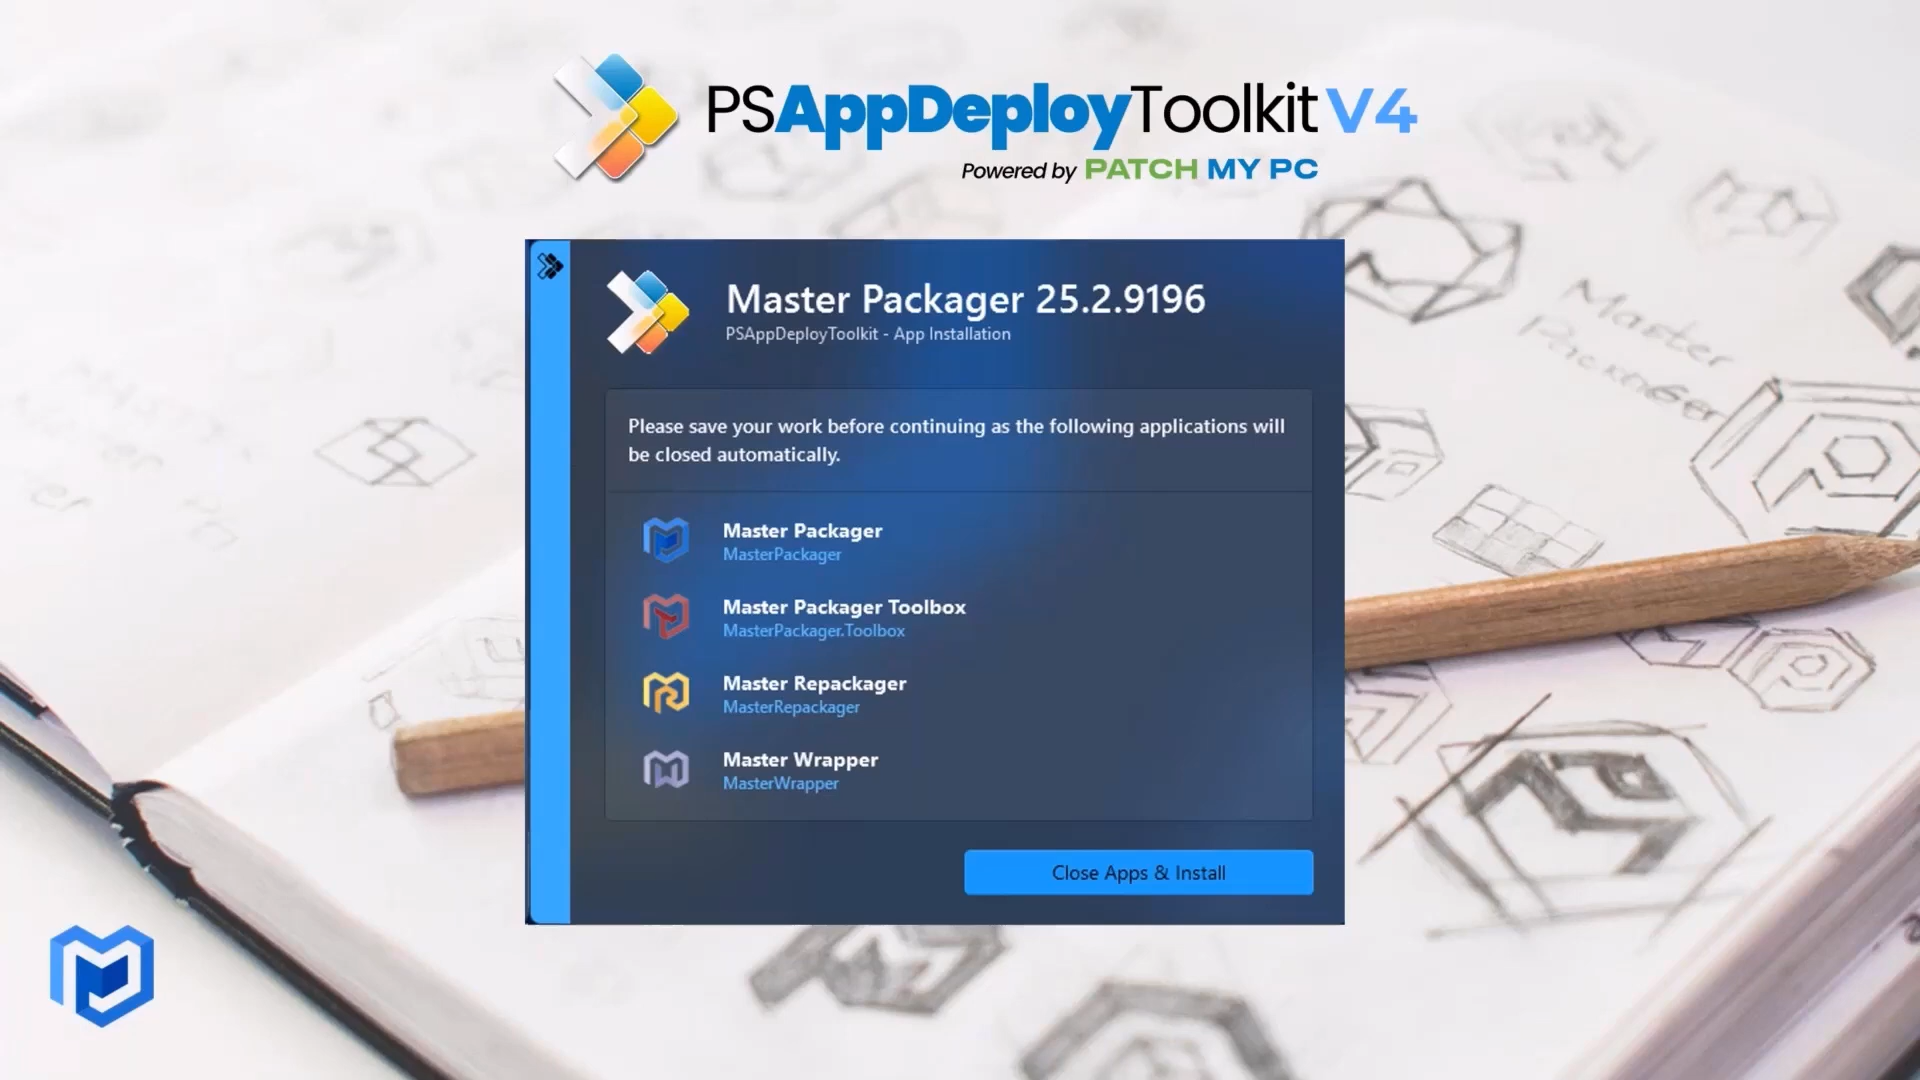 PSAppDeployToolkit V4
Powered by PATCH MY PC
Master Packager 25.2.9196
PSAppDeployToolkit - App Installation
Please save your work before continuing as the following applications will
be closed automatically.
Master Packager
MasterPackager
Master Packager Toolbox
MasterPackager.Toolbox
Master Repackager
MasterRepackager
Master Wrapper
MasterWrapper
Close Apps & Install
Master
Packager